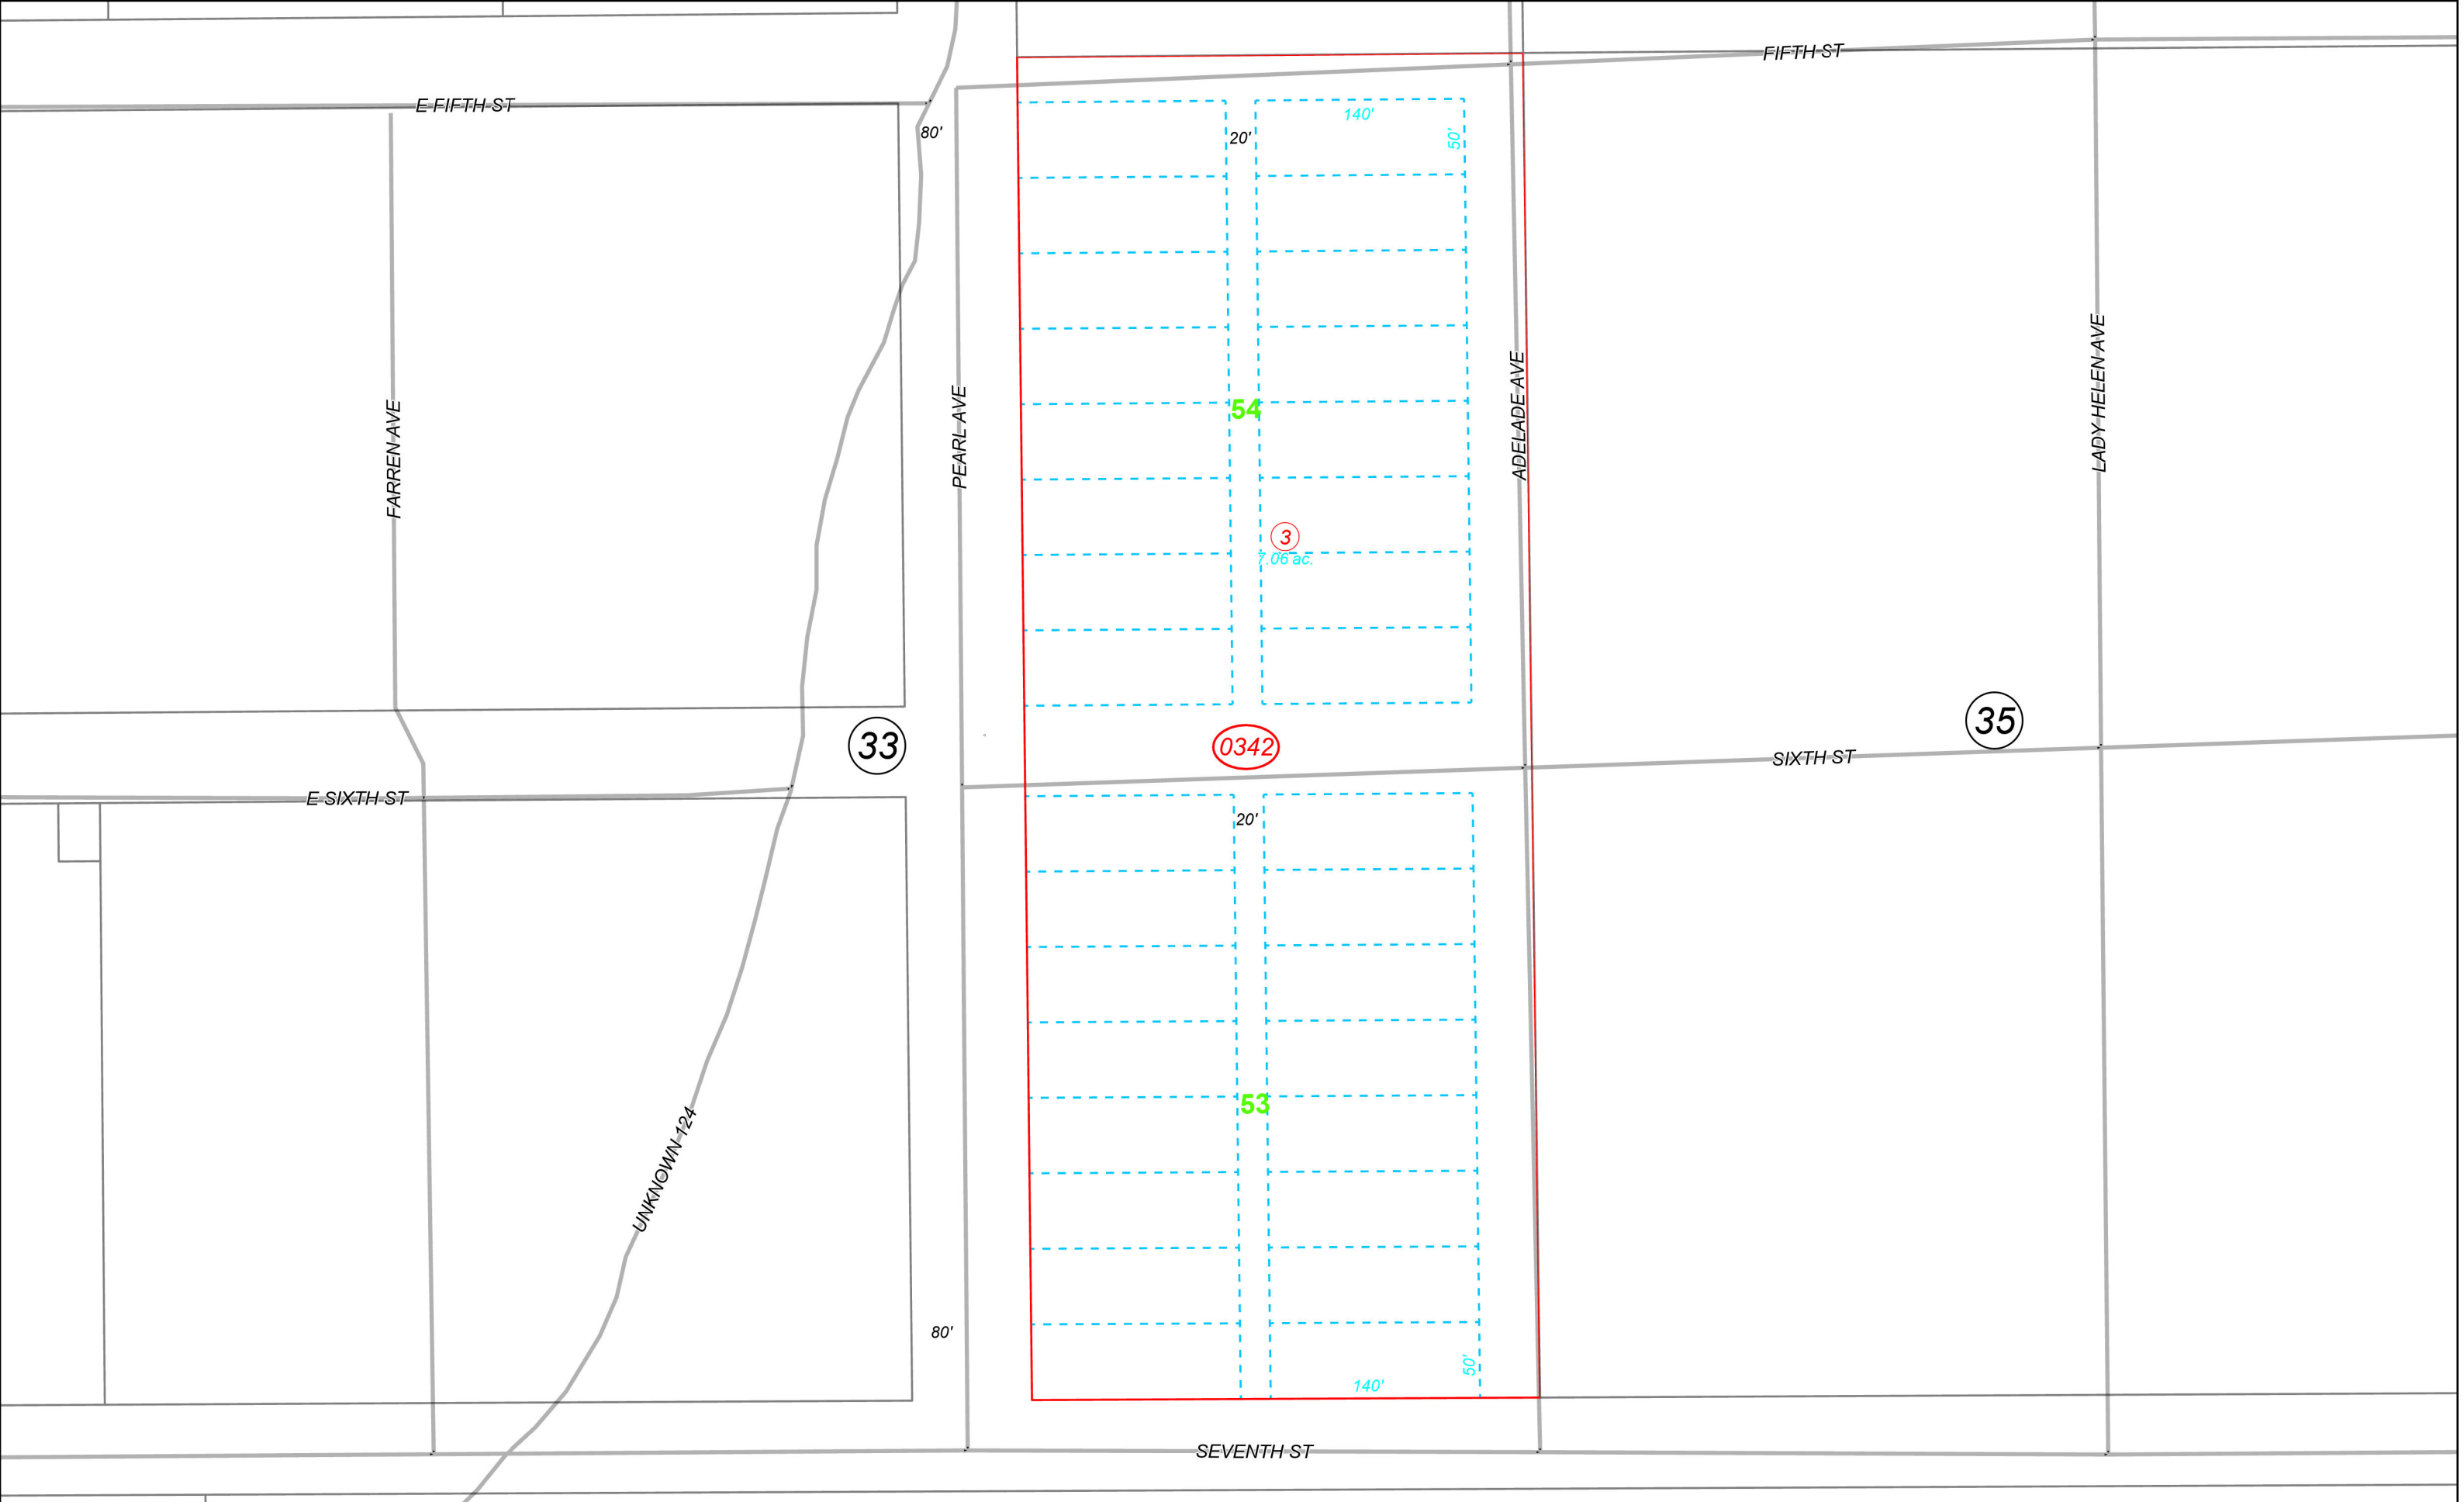 FIFTH ST
E FIFTH ST
80'
20'
140'
50'
FARREN AVE
PEARL AVE
54
ADELADE AVE
LADY HELEN AVE
3
7.06 ac.
33
0342
35
SIXTH ST
E SIXTH ST
20'
53
UNKNOWN 124
80'
140'
50'
SEVENTH ST